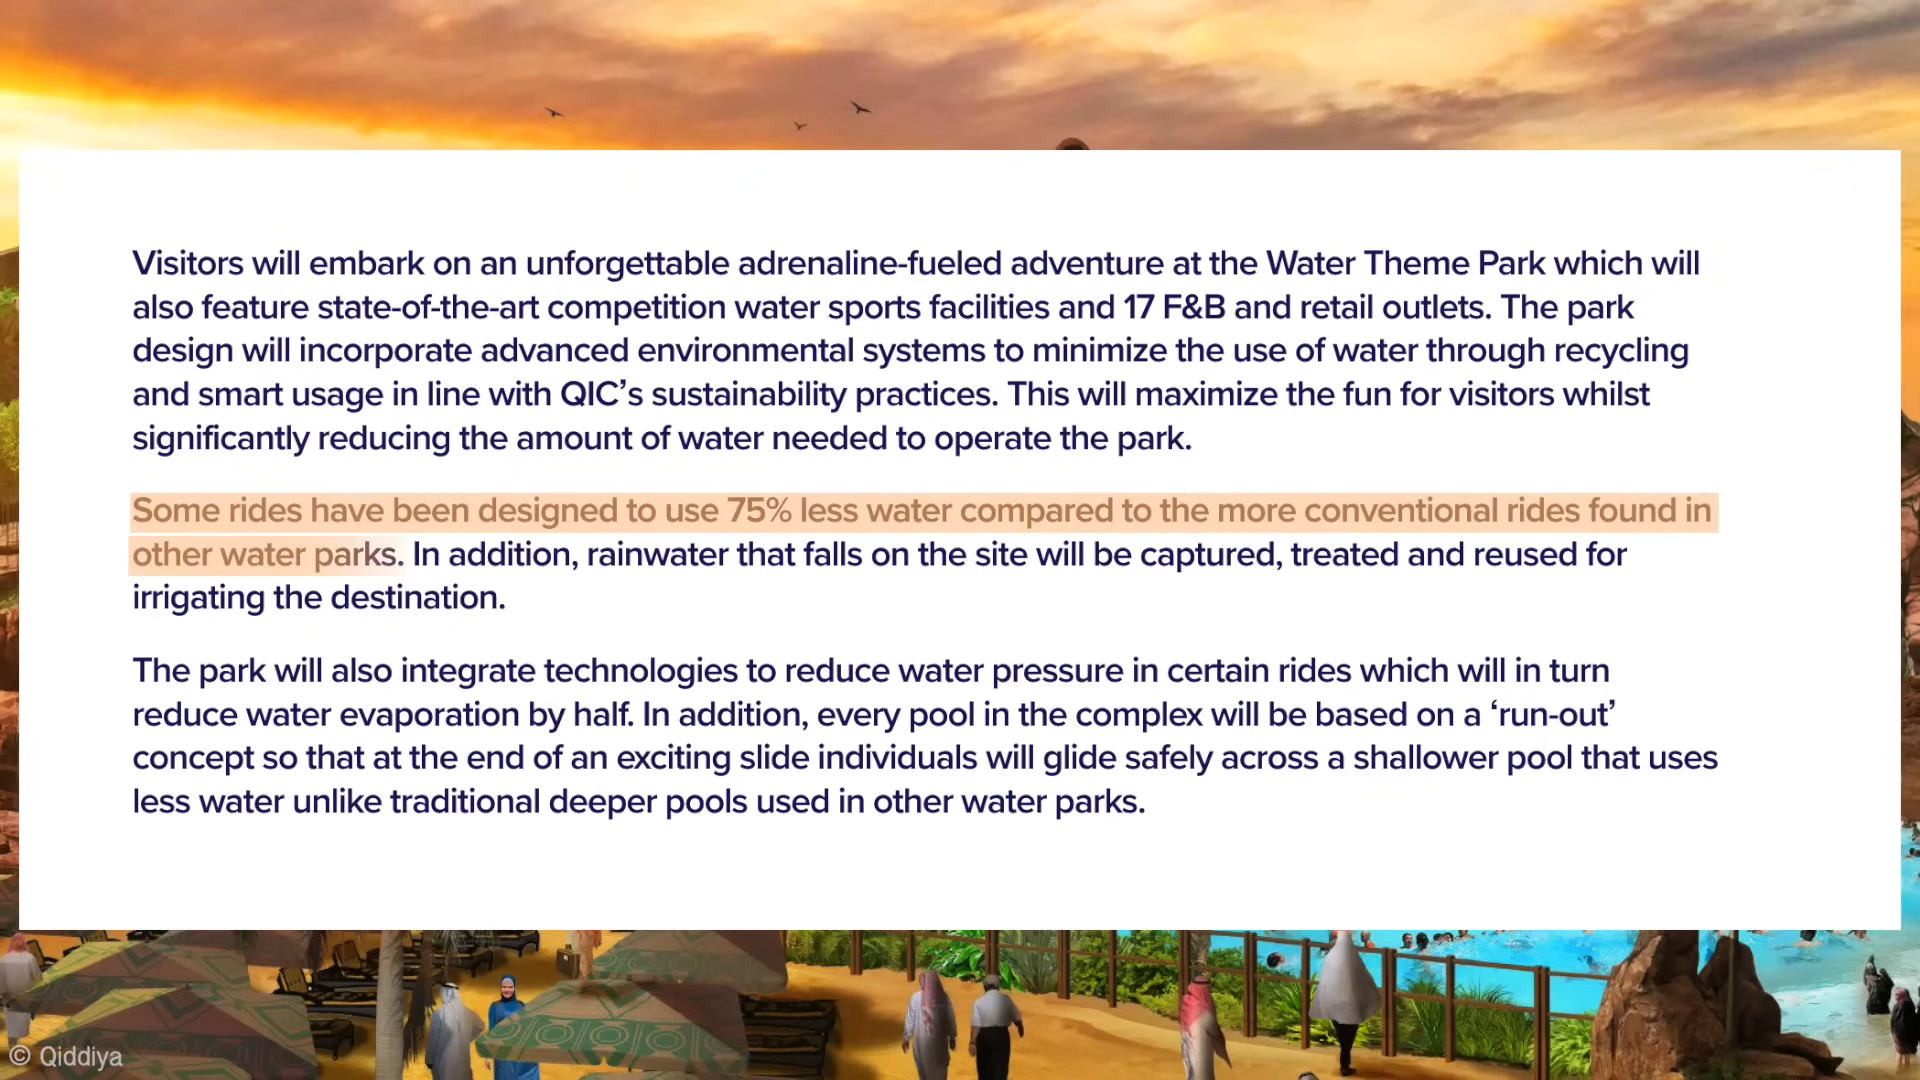 Visitors will embark on an unforgettable adrenaline-fueled adventure at the Water Theme Park which will
also feature state-of-the-art competition water sports facilities and 17 F&B and retail outlets. The park
design will incorporate advanced environmental systems to minimize the use of water through recycling
and smart usage in line with QIC’s sustainability practices. This will maximize the fun for visitors whilst
significantly reducing the amount of water needed to operate the park.
Some rides have been designed to use 75% less water compared to the more conventional rides found in
other water parks. In addition, rainwater that falls on the site will be captured, treated and reused for
irrigating the destination.
The park will also integrate technologies to reduce water pressure in certain rides which will in turn
reduce water evaporation by half. In addition, every pool in the complex will be based on a ‘run-out’
concept so that at the end of an exciting slide individuals will glide safely across a shallower pool that uses
less water unlike traditional deeper pools used in other water parks.
© Qiddiya